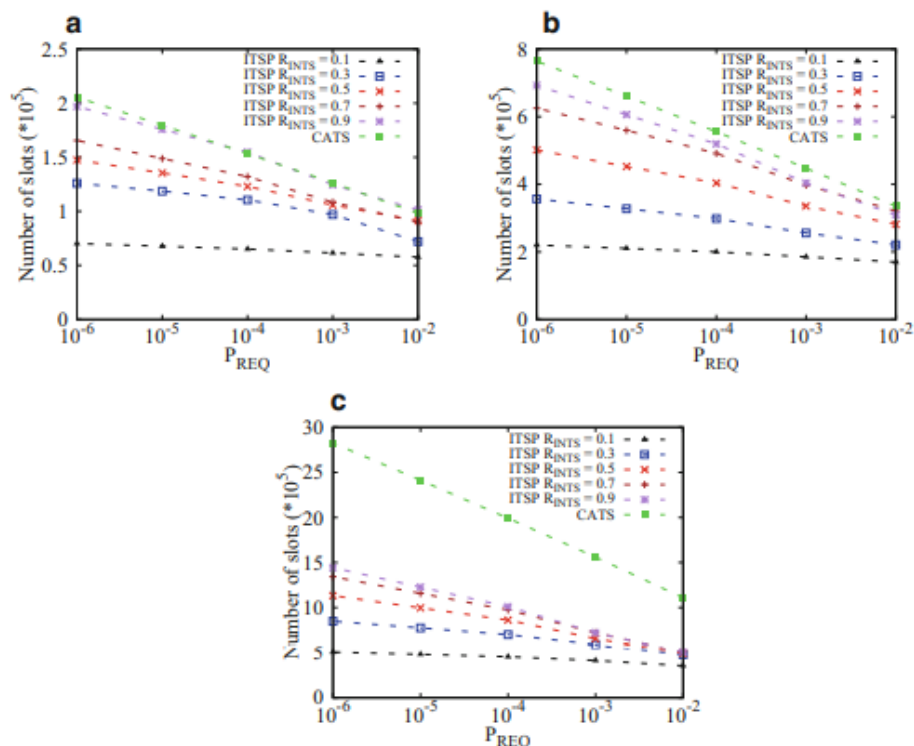 a
2.5
2
1.5
1
0.5
0
Number of slots (*10^5)
ITSP R_INTS = 0.1
ITSP R_INTS = 0.3
ITSP R_INTS = 0.5
ITSP R_INTS = 0.7
ITSP R_INTS = 0.9
CATS
10^-6 10^-5 10^-4 10^-3 10^-2
P_REQ
b
8
6
4
2
0
Number of slots (*10^5)
ITSP R_INTS = 0.1
ITSP R_INTS = 0.3
ITSP R_INTS = 0.5
ITSP R_INTS = 0.7
ITSP R_INTS = 0.9
CATS
10^-6 10^-5 10^-4 10^-3 10^-2
P_REQ
c
30
25
20
15
10
5
0
Number of slots (*10^5)
ITSP R_INTS = 0.1
ITSP R_INTS = 0.3
ITSP R_INTS = 0.5
ITSP R_INTS = 0.7
ITSP R_INTS = 0.9
CATS
10^-6 10^-5 10^-4 10^-3 10^-2
P_REQ